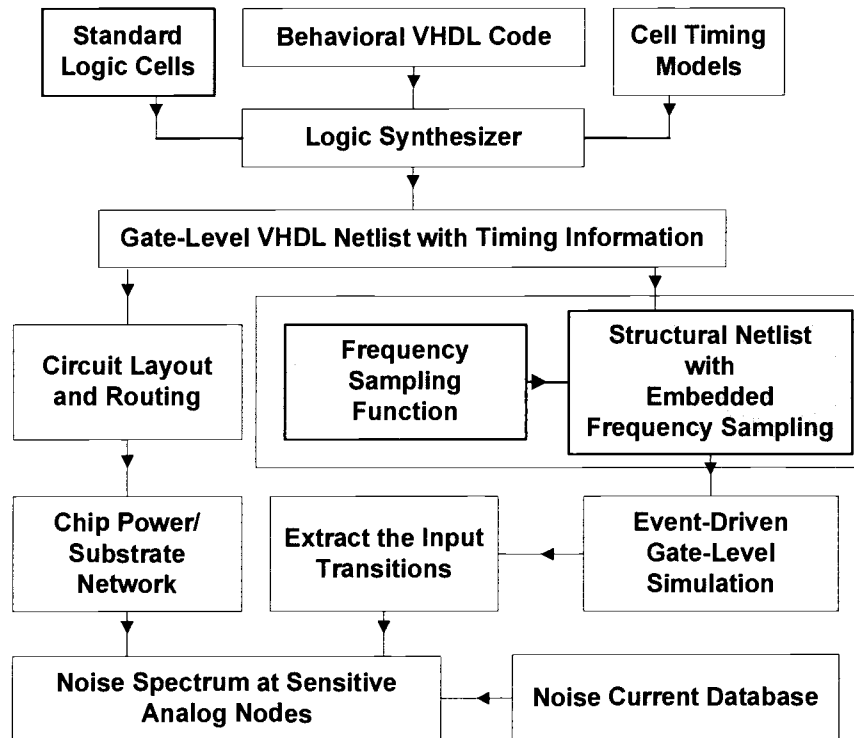 Standard
Logic Cells
Behavioral VHDL Code
Cell Timing
Models
Logic Synthesizer
Gate-Level VHDL Netlist with Timing Information
Circuit Layout
and Routing
Frequency
Sampling
Function
Structural Netlist
with
Embedded
Frequency Sampling
Chip Power/
Substrate
Network
Extract the Input
Transitions
Event-Driven
Gate-Level
Simulation
Noise Spectrum at Sensitive
Analog Nodes
Noise Current Database